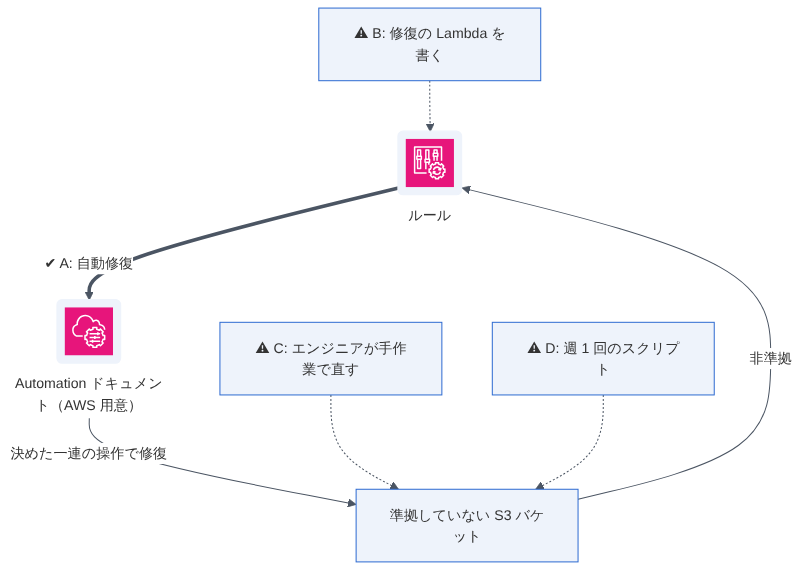 ⚠ B: 修復の Lambda を
書く
ルール
✔ A: 自動修復
⚠ C: エンジニアが手作
業で直す
⚠ D: 週 1 回のスクリプ
ト
非準拠
Automation ドキュメン
ト（AWS 用意）
決めた一連の操作で修復
準拠していない S3 バケ
ット